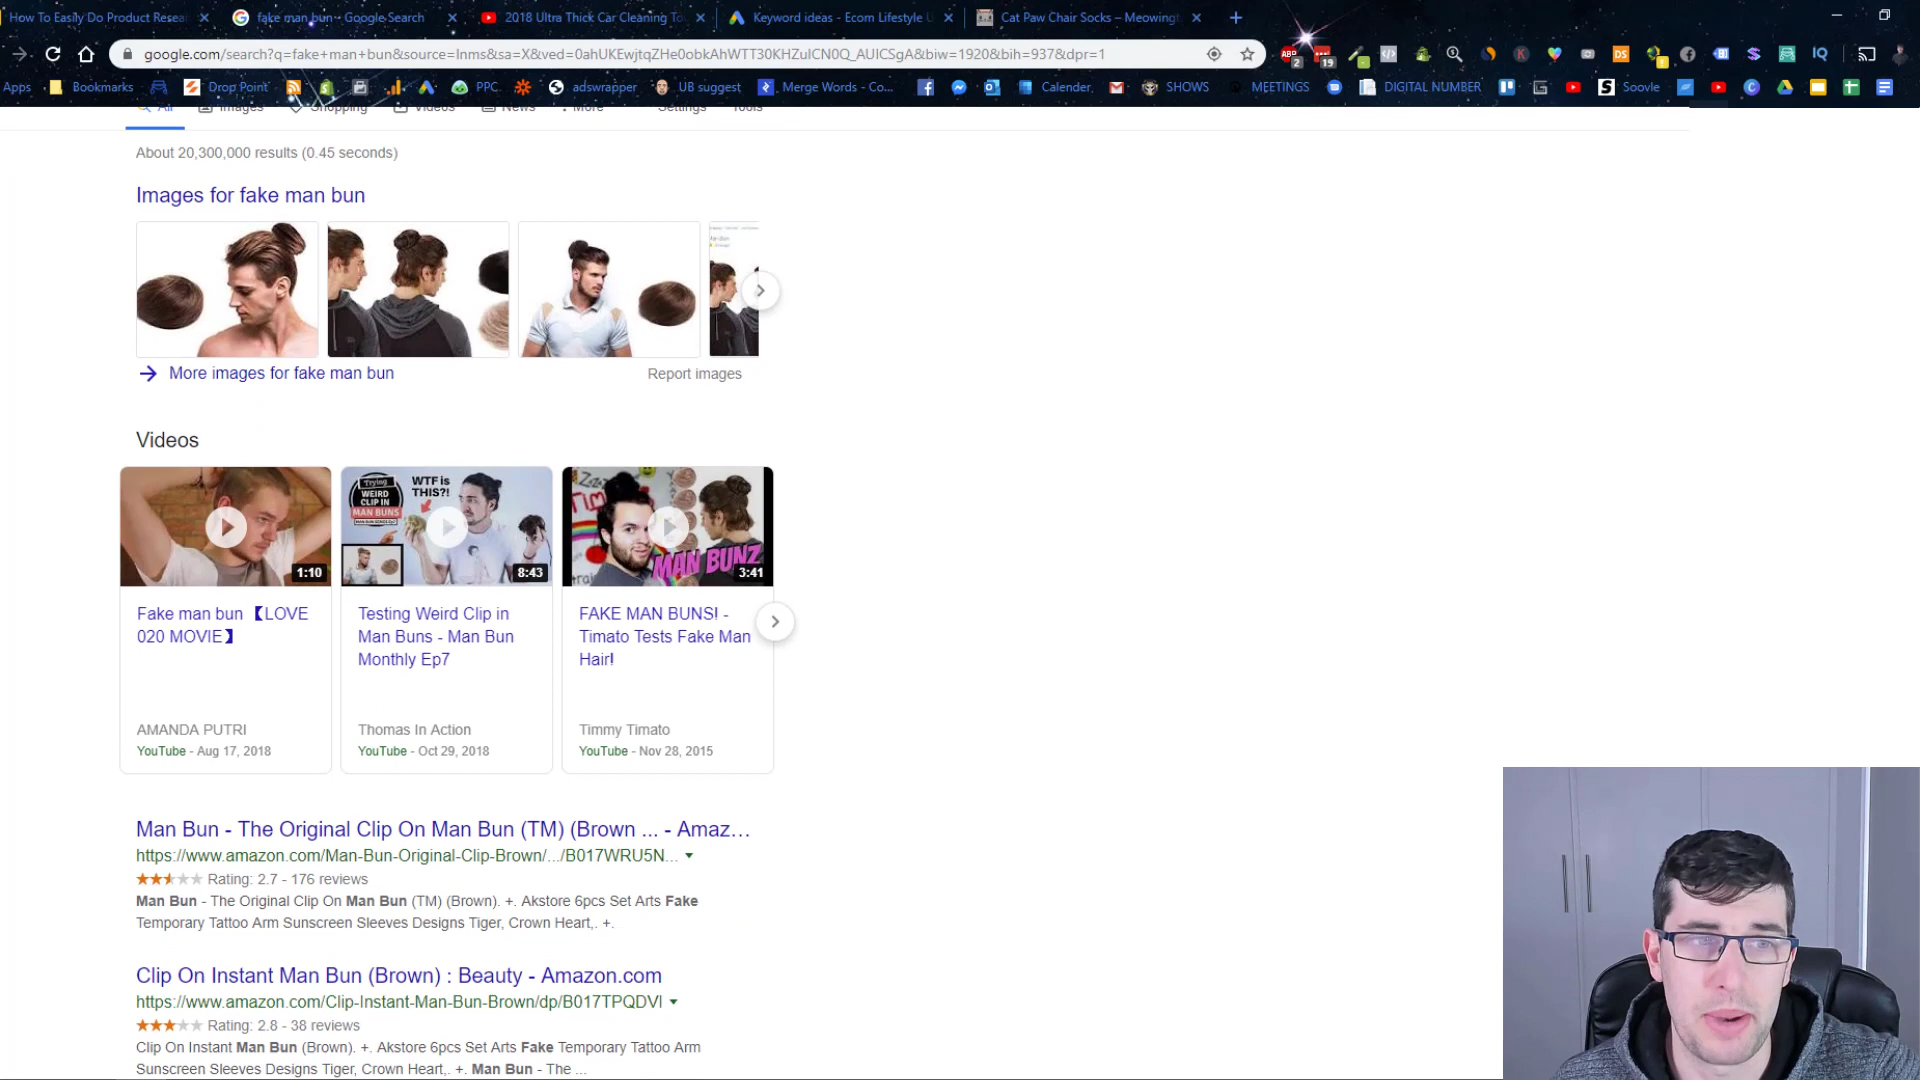 How To Easily Do Product Resea
fake man bun - Google Search
2018 Ultra Thick Car Cleaning To
Keyword ideas - Ecom Lifestyle U
Cat Paw Chair Socks – Meowingt
google.com/search?q=fake+man+bun&source=lnms&sa=X&ved=0ahUKEwjtqZHe0obkAhWTT30KHZuICN0Q_AUICSgA&biw=1920&bih=937&dpr=1
Apps
Bookmarks
Drop Point
PPC
adswrapper
UB suggest
Merge Words - Co...
Calender
SHOWS
MEETINGS
DIGITAL NUMBER
Soovle
All
Images
Shopping
Videos
News
More
Settings
Tools
About 20,300,000 results (0.45 seconds)
Images for fake man bun
More images for fake man bun
Report images
Videos
Trying
WEIRD
CLIP IN
MAN BUNS
WTF is
THIS?!
MAN BUNZ
1:10
8:43
3:41
Fake man bun 【LOVE
020 MOVIE】
Testing Weird Clip in
Man Buns - Man Bun
Monthly Ep7
FAKE MAN BUNS! -
Timato Tests Fake Man
Hair!
AMANDA PUTRI
YouTube - Aug 17, 2018
Thomas In Action
YouTube - Oct 29, 2018
Timmy Timato
YouTube - Nov 28, 2015
Man Bun - The Original Clip On Man Bun (TM) (Brown ... - Amaz...
https://www.amazon.com/Man-Bun-Original-Clip-Brown/.../B017WRU5N...
Rating: 2.7 - 176 reviews
Man Bun - The Original Clip On Man Bun (TM) (Brown). +. Akstore 6pcs Set Arts Fake
Temporary Tattoo Arm Sunscreen Sleeves Designs Tiger, Crown Heart,. +.
Clip On Instant Man Bun (Brown) : Beauty - Amazon.com
https://www.amazon.com/Clip-Instant-Man-Bun-Brown/dp/B017TPQDVI
Rating: 2.8 - 38 reviews
Clip On Instant Man Bun (Brown). +. Akstore 6pcs Set Arts Fake Temporary Tattoo Arm
Sunscreen Sleeves Designs Tiger, Crown Heart,. +. Man Bun - The ...